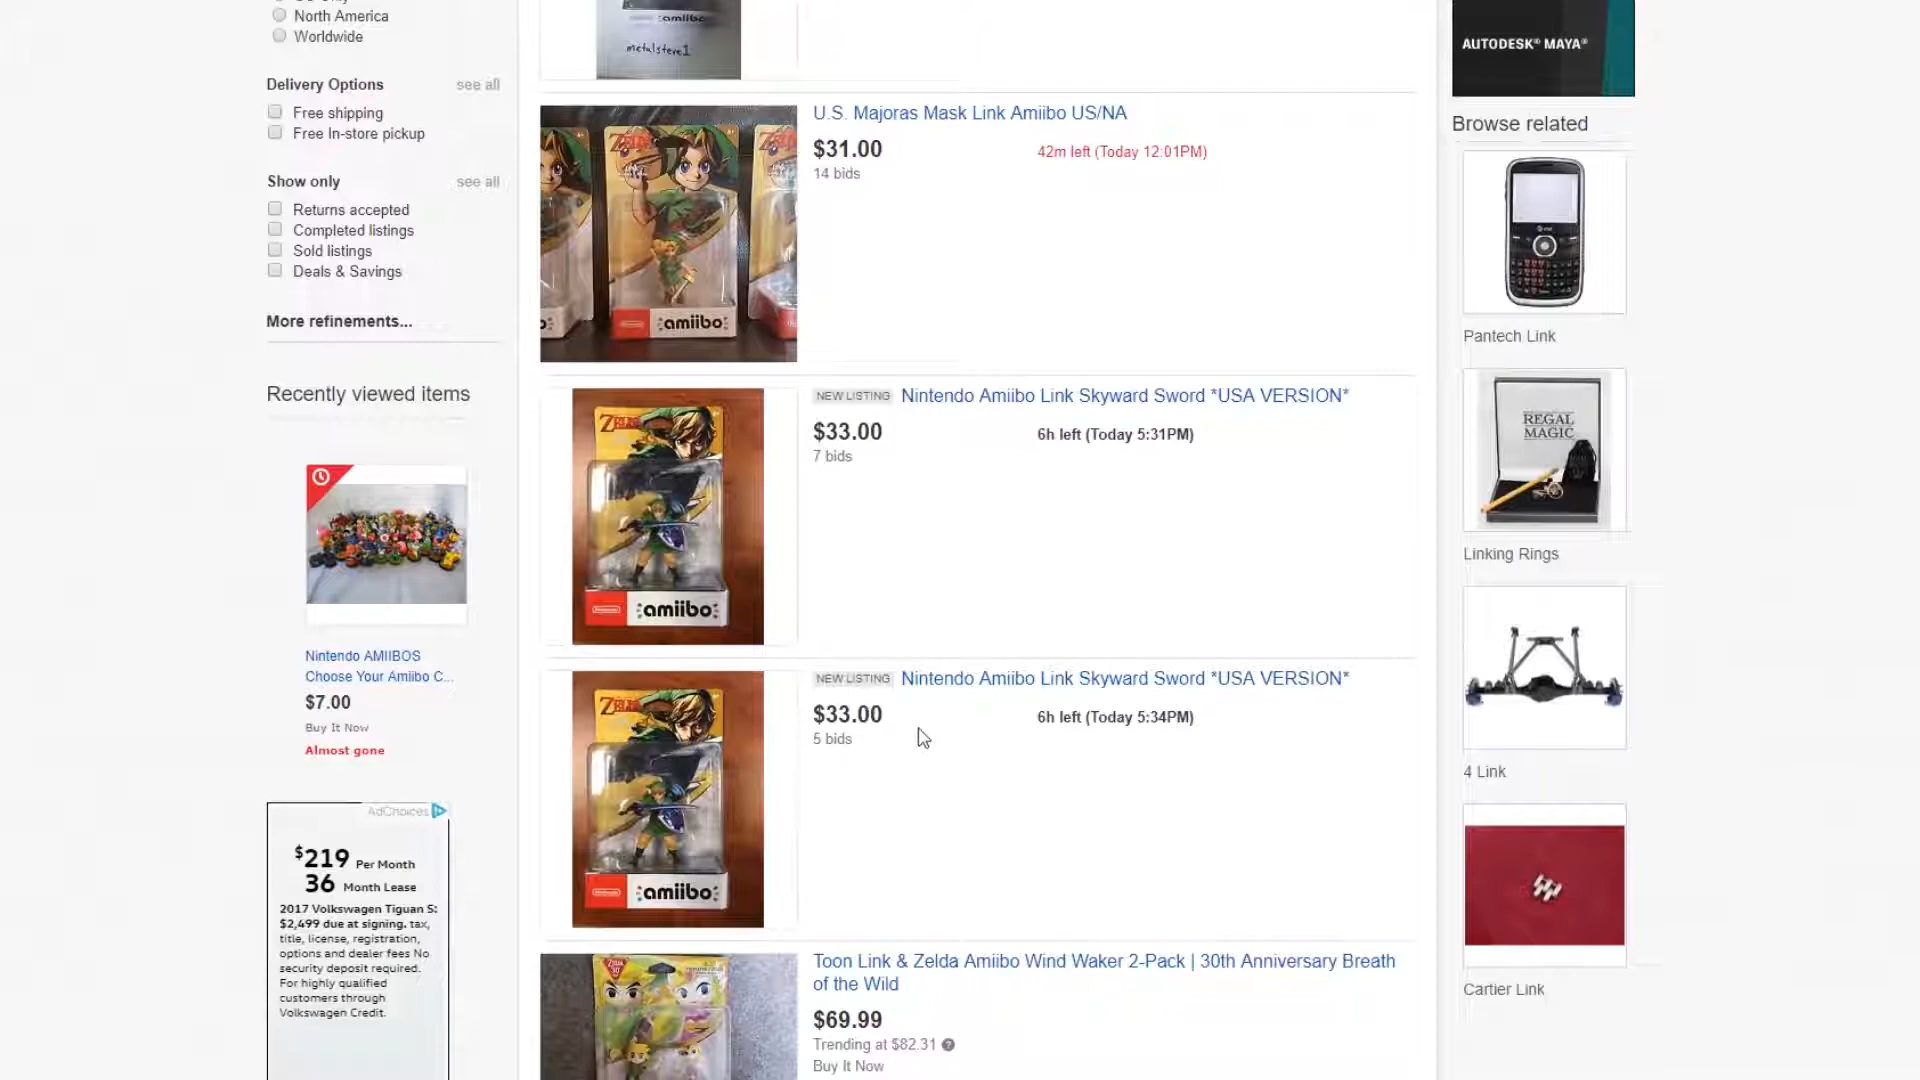 North America
Worldwide
Delivery Options see all
Free shipping
Free In-store pickup
Show only see all
Returns accepted
Completed listings
Sold listings
Deals & Savings
More refinements...
Recently viewed items
Nintendo AMIIBOS
Choose Your Amiibo C...
$7.00
Buy It Now
Almost gone
AdChoices
$219 Per Month
36 Month Lease
2017 Volkswagen Tiguan S:
$2,499 due at signing. tax,
title, license, registration,
options and dealer fees No
security deposit required.
For highly qualified
customers through
Volkswagen Credit.
amiibo
metalsteve1
U.S. Majoras Mask Link Amiibo US/NA
$31.00
42m left (Today 12:01PM)
14 bids
amiibo
NEW LISTING Nintendo Amiibo Link Skyward Sword *USA VERSION*
$33.00
6h left (Today 5:31PM)
7 bids
ZELDA
Nintendo
amiibo
NEW LISTING Nintendo Amiibo Link Skyward Sword *USA VERSION*
$33.00
6h left (Today 5:34PM)
5 bids
ZELDA
Nintendo
amiibo
Toon Link & Zelda Amiibo Wind Waker 2-Pack | 30th Anniversary Breath
of the Wild
$69.99
Trending at $82.31
Buy It Now
AUTODESK® MAYA®
Browse related
Pantech Link
REGAL
MAGIC
Linking Rings
4 Link
Cartier Link